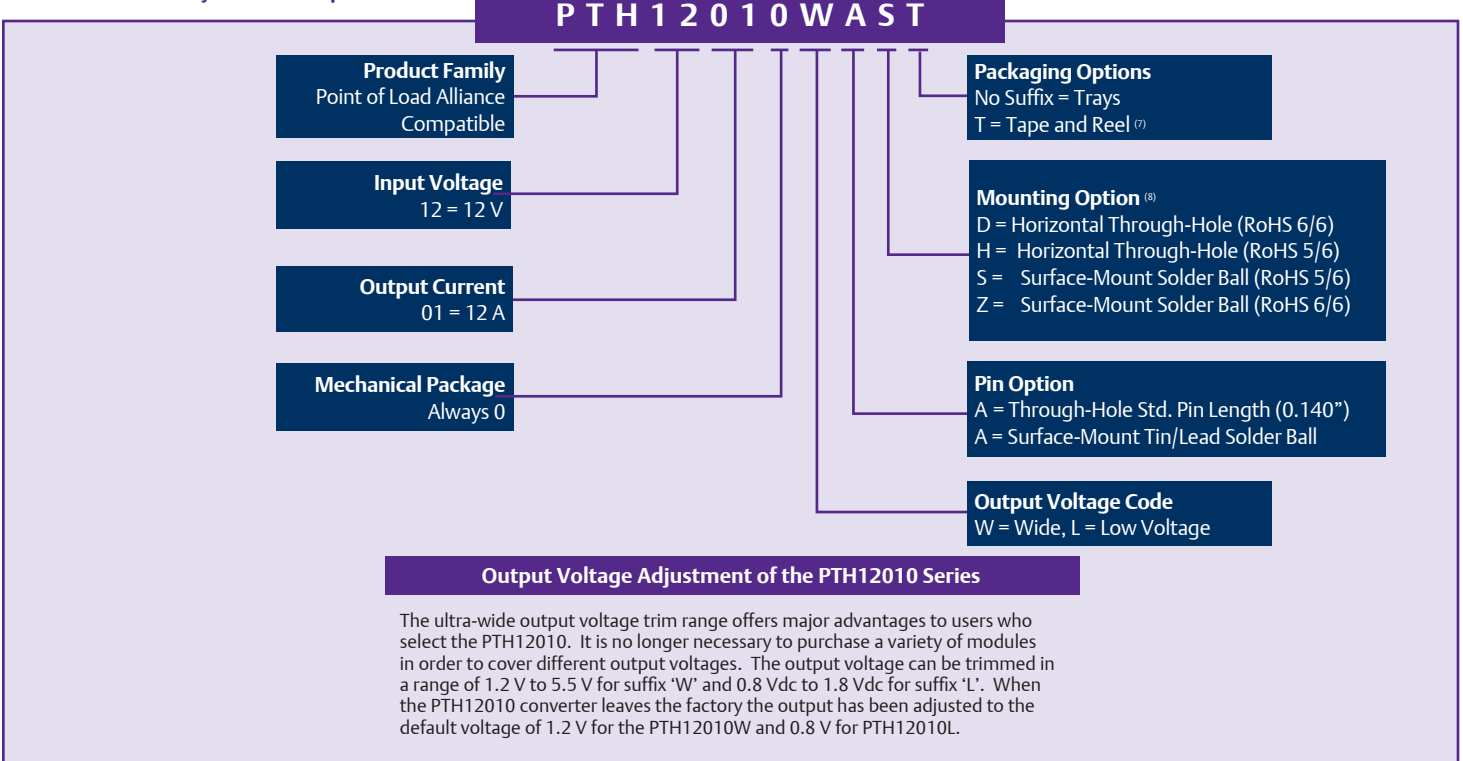 PTH12010WAST
Product Family
Point of Load Alliance
Compatible
Input Voltage
12 = 12 V
Output Current
01 = 12 A
Mechanical Package
Always 0
Packaging Options
No Suffix = Trays
T = Tape and Reel (7)
Mounting Option (8)
D = Horizontal Through-Hole (RoHS 6/6)
H = Horizontal Through-Hole (RoHS 5/6)
S = Surface-Mount Solder Ball (RoHS 5/6)
Z = Surface-Mount Solder Ball (RoHS 6/6)
Pin Option
A = Through-Hole Std. Pin Length (0.140”)
A = Surface-Mount Tin/Lead Solder Ball
Output Voltage Code
W = Wide, L = Low Voltage
Output Voltage Adjustment of the PTH12010 Series
The ultra-wide output voltage trim range offers major advantages to users who
select the PTH12010. It is no longer necessary to purchase a variety of modules
in order to cover different output voltages. The output voltage can be trimmed in
a range of 1.2 V to 5.5 V for suffix ‘W’ and 0.8 Vdc to 1.8 Vdc for suffix ‘L’. When
the PTH12010 converter leaves the factory the output has been adjusted to the
default voltage of 1.2 V for the PTH12010W and 0.8 V for PTH12010L.